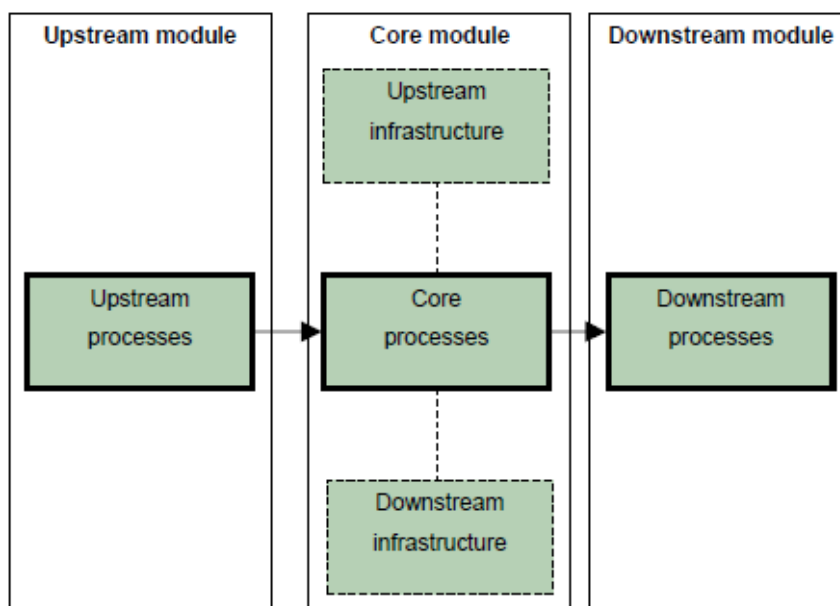 Upstream module
Core module
Downstream module
Upstream
infrastructure
Upstream
processes
Core
processes
Downstream
processes
Downstream
infrastructure